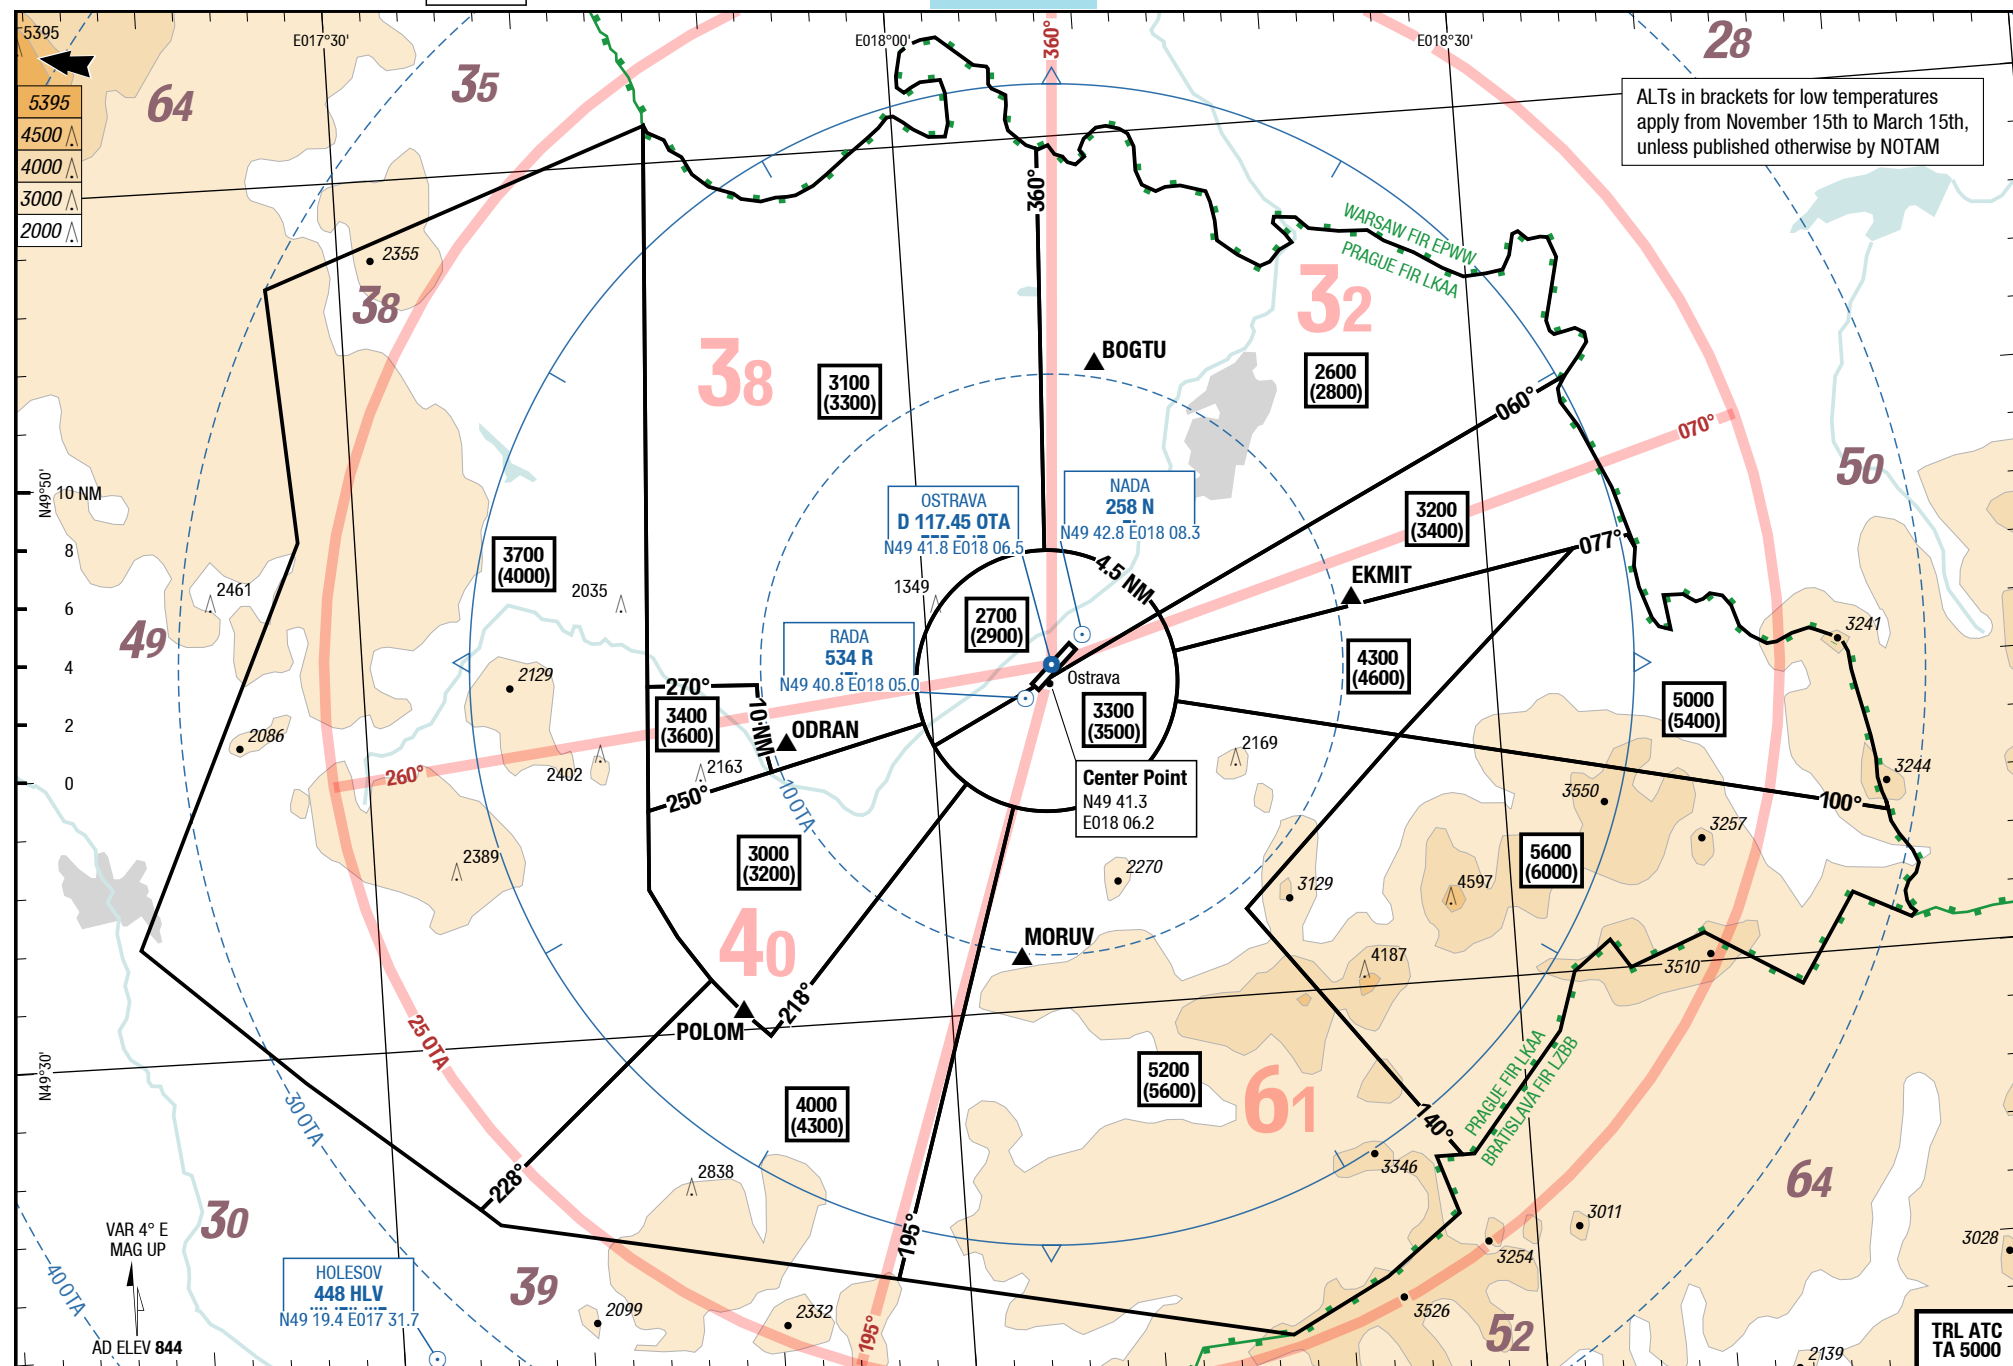 5395
E017°30'
E018°00'
360°
E018°30'
28
64
35
5395
4500
4000
3000
2000
ALTs in brackets for low temperatures
apply from November 15th to March 15th,
unless published otherwise by NOTAM
360°
WARSAW FIR EPWW
PRAGUE FIR LKAA
2355
38
32
38
BOGTU
3100
(3300)
2600
(2800)
060°
070°
50
N49°50'
10 NM
8
6
4
2
0
OSTRAVA
D 117.45 OTA
N49 41.8 E018 06.5
NADA
258 N
N49 42.8 E018 08.3
3200
(3400)
077°
3700
(4000)
2461
2035
1349
4.5 NM
EKMIT
49
2700
(2900)
RADA
534 R
N49 40.8 E018 05.0
4300
(4600)
3241
2129
270°
Ostrava
3400
(3600)
10 NM
ODRAN
3300
(3500)
5000
(5400)
2086
2402
260°
2163
250°
10 OTA
2169
Center Point
N49 41.3
E018 06.2
3244
3550
100°
3257
2389
3000
(3200)
2270
3129
4597
5600
(6000)
40
MORUV
4187
3510
218°
POLOM
25 OTA
N49°30'
30 OTA
4000
(4300)
5200
(5600)
61
140°
PRAGUE FIR LKAA
BRATISLAVA FIR LZBB
3346
228°
2838
64
30
195°
3011
3254
3028
VAR 4° E
MAG UP
HOLESOV
448 HLV
N49 19.4 E017 31.7
40 OTA
39
2099
2332
195°
3526
52
AD ELEV 844
TRL ATC
TA 5000
2139